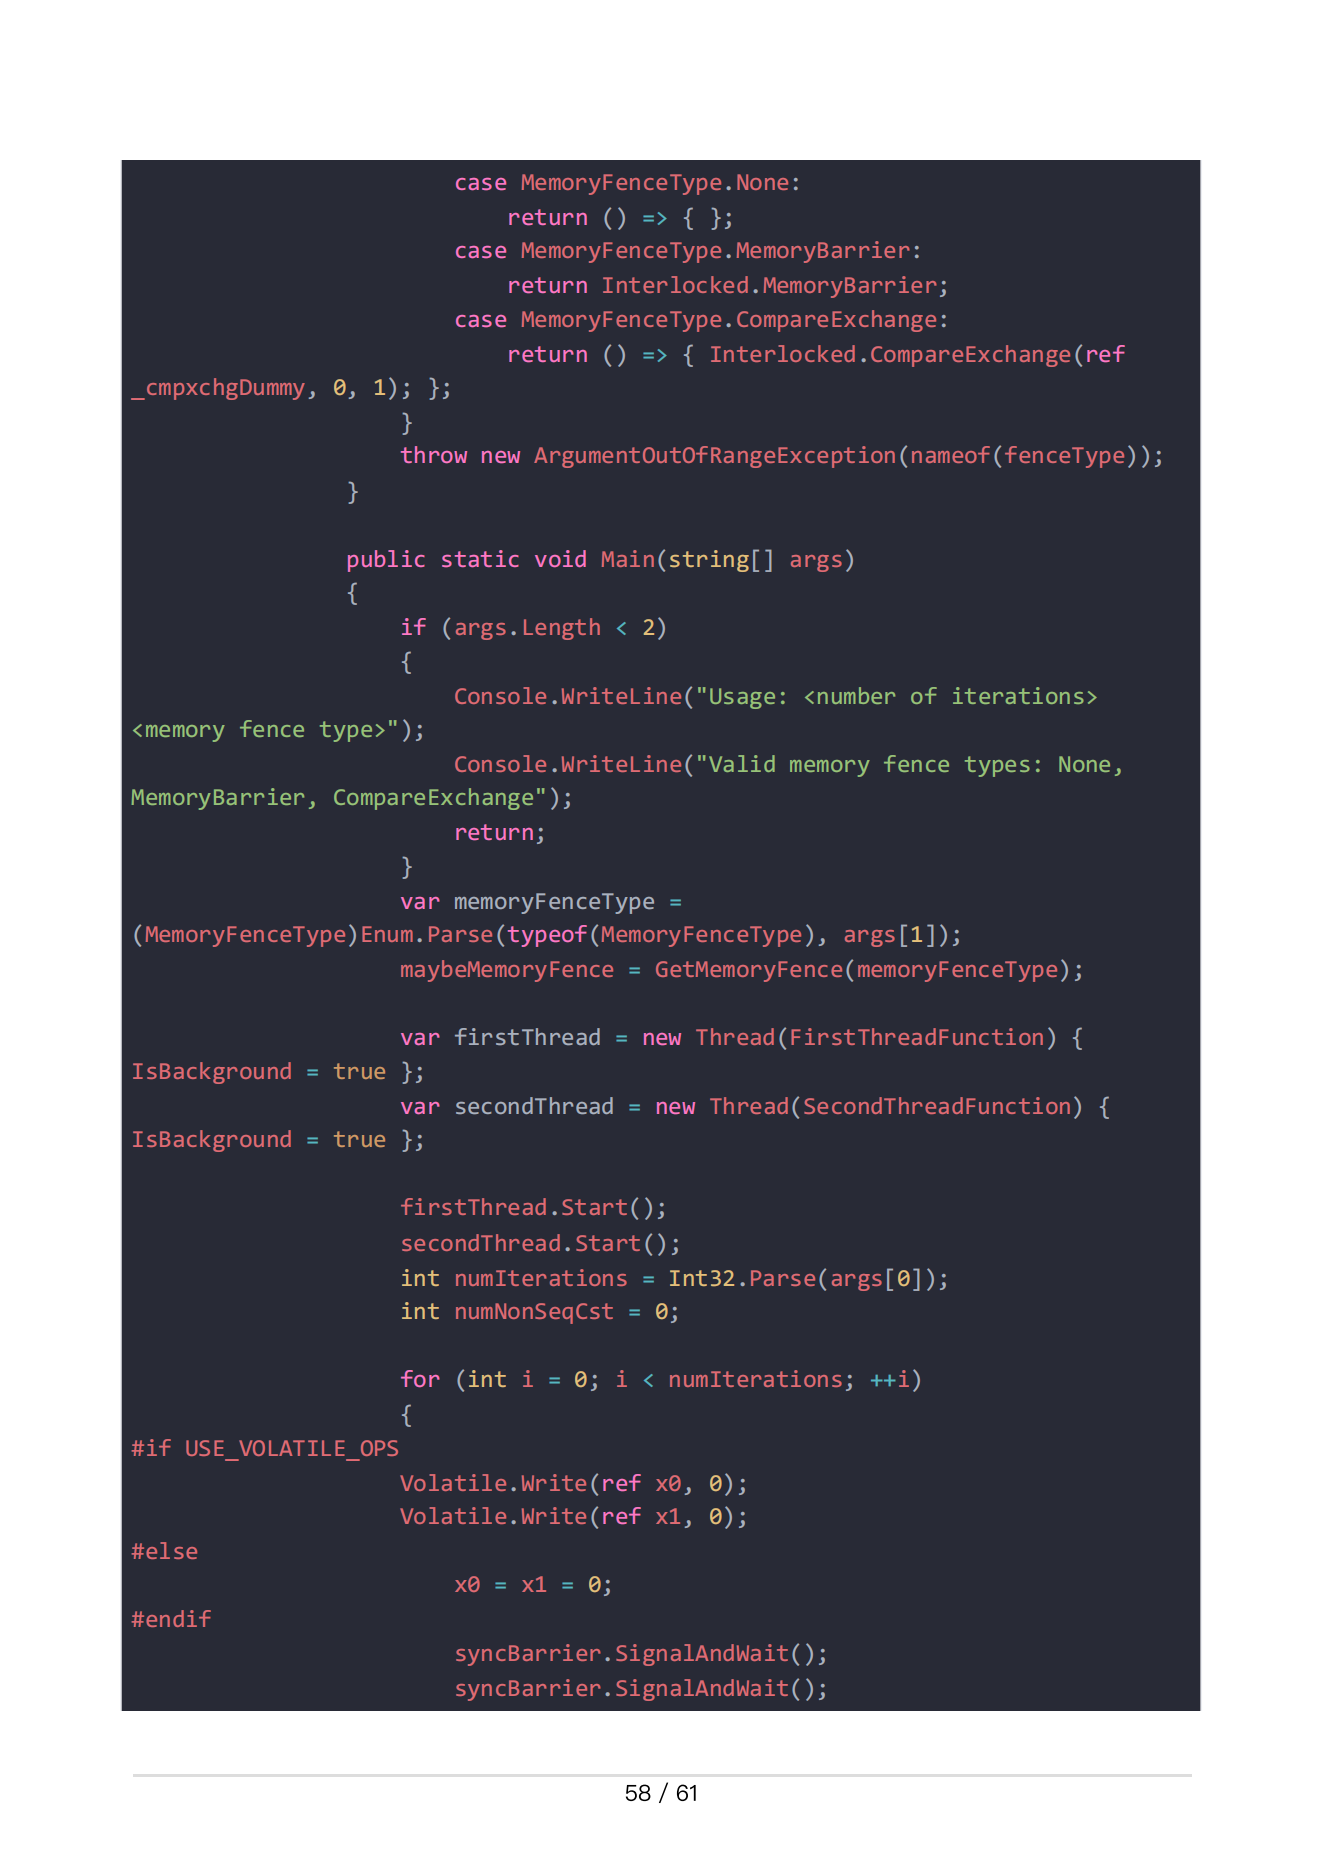 case MemoryFenceType.None:
return () => { };
case MemoryFenceType.MemoryBarrier:
return Interlocked.MemoryBarrier;
case MemoryFenceType.CompareExchange:
return () => { Interlocked.CompareExchange(ref
_cmpxchgDummy, 0, 1); };
}
throw new ArgumentOutOfRangeException(nameof(fenceType));
}
public static void Main(string[] args)
{
if (args.Length < 2)
{
Console.WriteLine("Usage: <number of iterations>
<memory fence type>");
Console.WriteLine("Valid memory fence types: None,
MemoryBarrier, CompareExchange");
return;
}
var memoryFenceType =
(MemoryFenceType)Enum.Parse(typeof(MemoryFenceType), args[1]);
maybeMemoryFence = GetMemoryFence(memoryFenceType);
var firstThread = new Thread(FirstThreadFunction) {
IsBackground = true };
var secondThread = new Thread(SecondThreadFunction) {
IsBackground = true };
firstThread.Start();
secondThread.Start();
int numIterations = Int32.Parse(args[0]);
int numNonSeqCst = 0;
for (int i = 0; i < numIterations; ++i)
{
#if USE_VOLATILE_OPS
Volatile.Write(ref x0, 0);
Volatile.Write(ref x1, 0);
#else
x0 = x1 = 0;
#endif
syncBarrier.SignalAndWait();
syncBarrier.SignalAndWait();
58 / 61